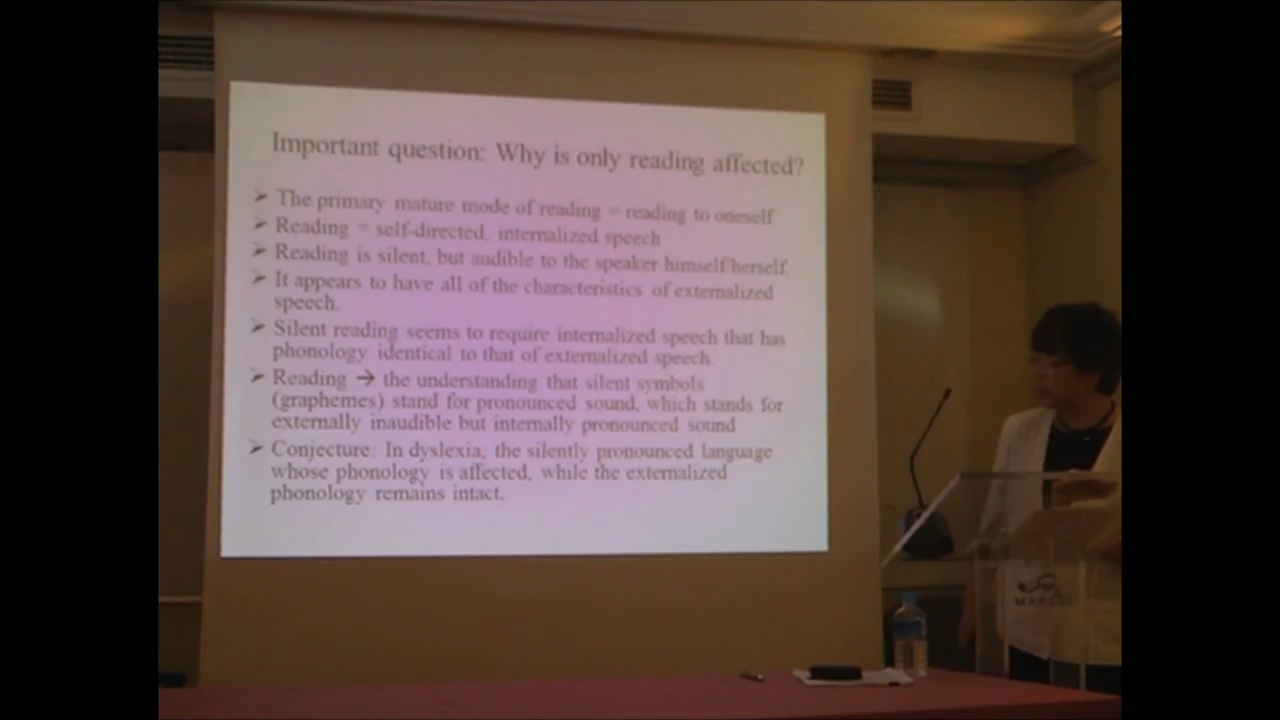 Important question: Why is only reading affected?
➢ The primary mature mode of reading = reading to oneself
➢ Reading = self-directed, internalized speech
➢ Reading is silent, but audible to the speaker himself/herself.
➢ It appears to have all of the characteristics of externalized
speech.
➢ Silent reading seems to require internalized speech that has
phonology identical to that of externalized speech.
➢ Reading → the understanding that silent symbols
(graphemes) stand for pronounced sound, which stands for
externally inaudible but internally pronounced sound
➢ Conjecture: In dyslexia, the silently pronounced language
whose phonology is affected, while the externalized
phonology remains intact.